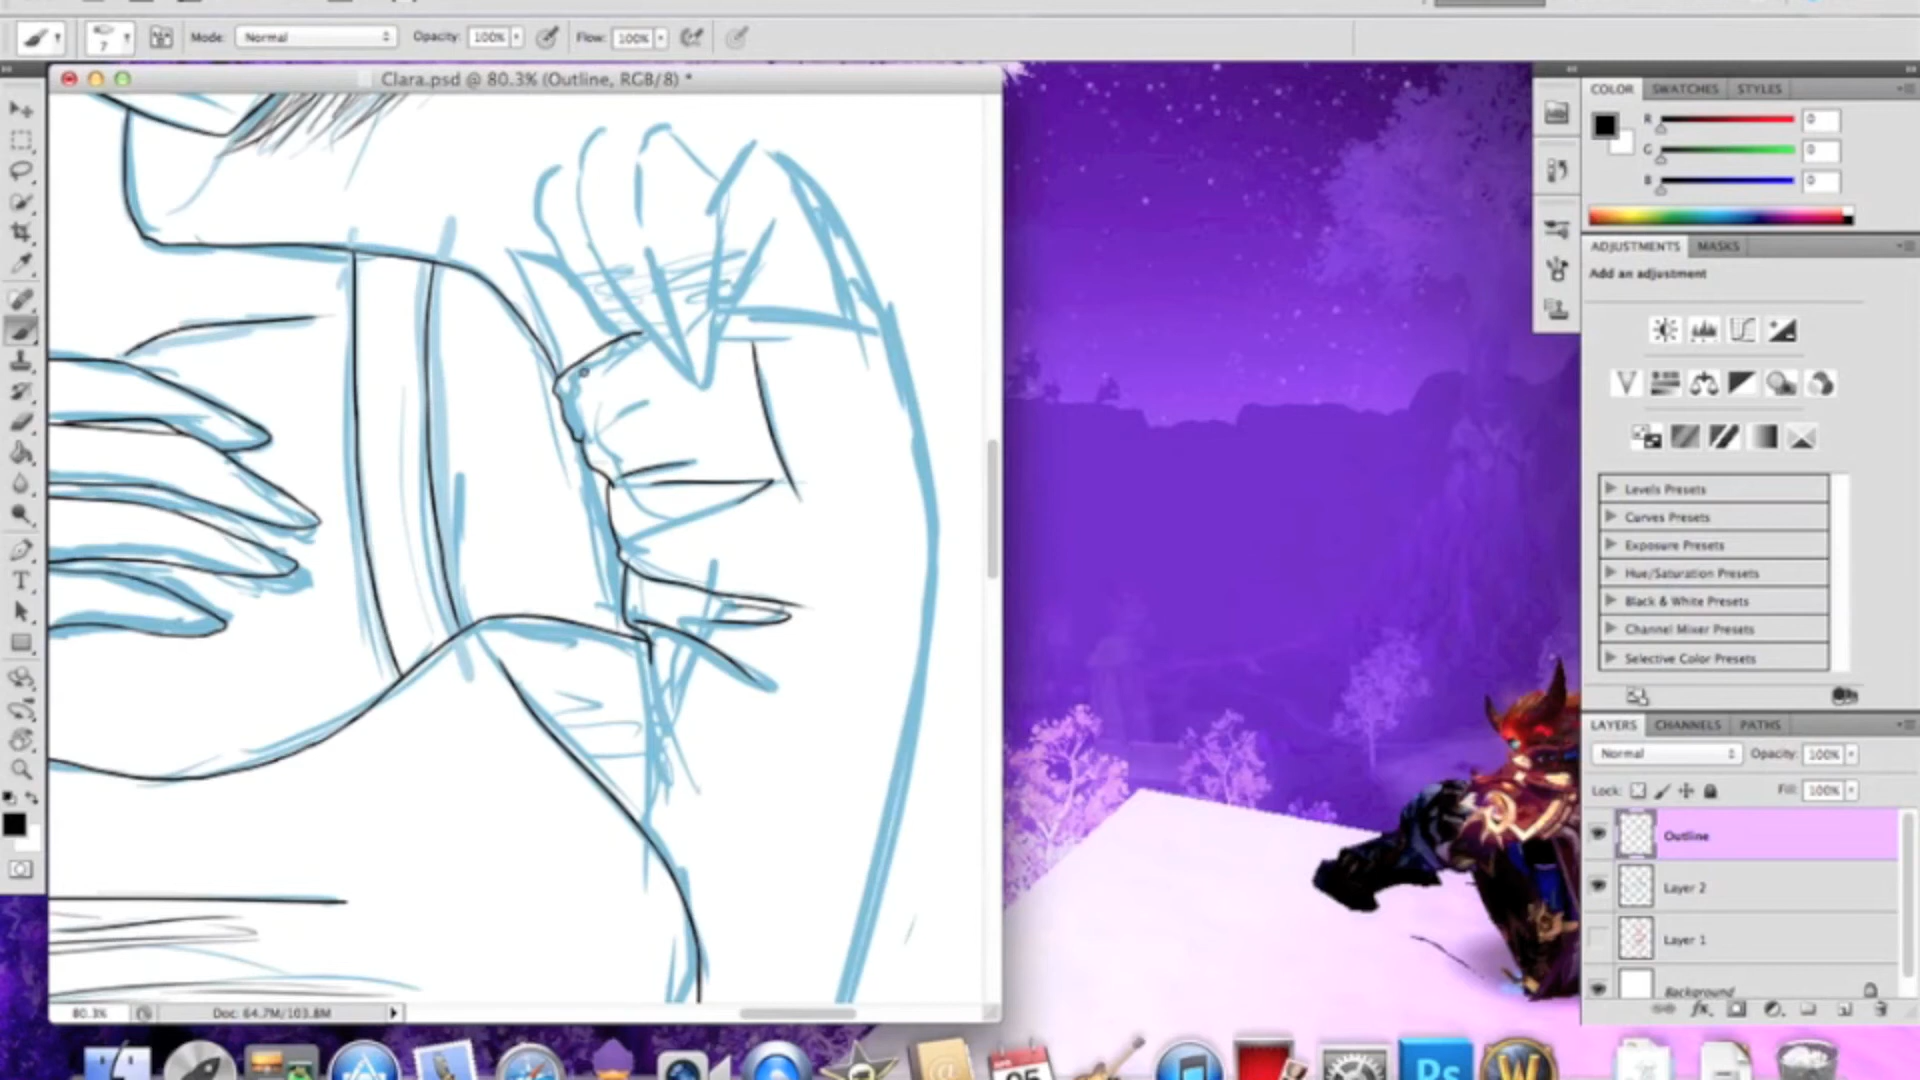 7 Mode: Normal Opacity: 100% Flow: 100%
Clara.psd @ 80.3% (Outline, RGB/8) *
COLOR SWATCHES STYLES
R 0
G 0
B 0
ADJUSTMENTS MASKS
Add an adjustment
Levels Presets
Curves Presets
Exposure Presets
Hue/Saturation Presets
Black & White Presets
Channel Mixer Presets
Selective Color Presets
LAYERS CHANNELS PATHS
Normal Opacity: 100%
Lock: Fill: 100%
Outline
Layer 2
Layer 1
Background
fx
T
80.3% Doc: 64.7M/103.8M
Ps
W